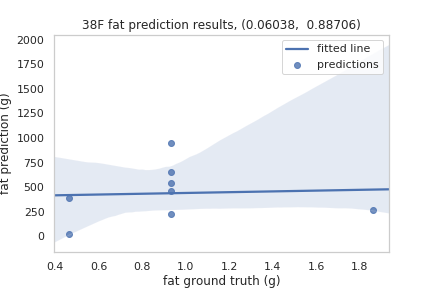 38F fat prediction results, (0.06038,  0.88706)
fat prediction (g)
2000
1750
1500
1250
1000
750
500
250
0
fitted line
predictions
0.4 0.6 0.8 1.0 1.2 1.4 1.6 1.8
fat ground truth (g)